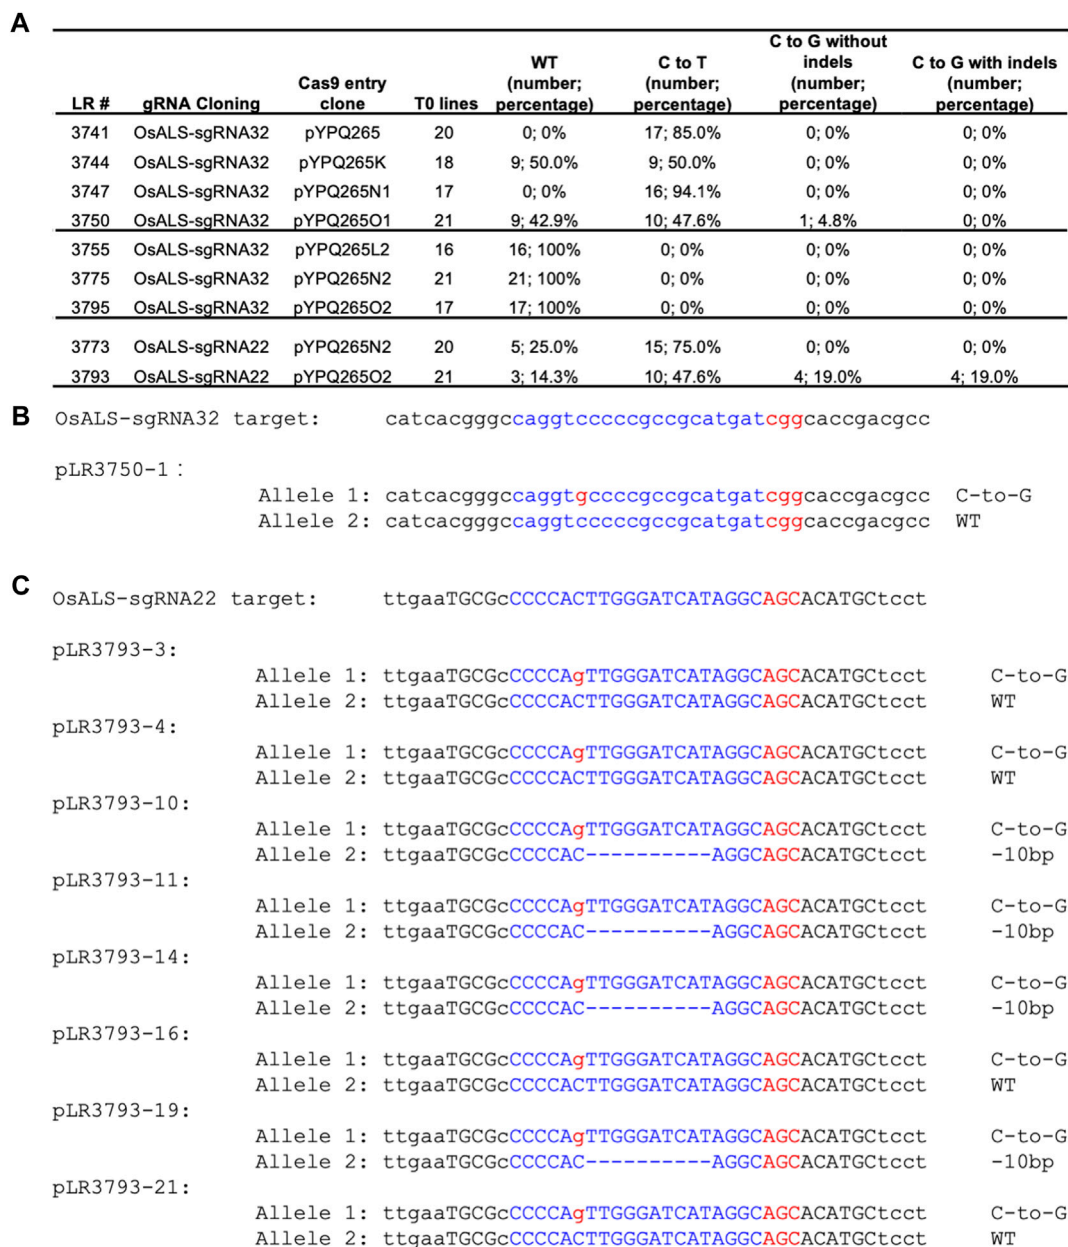 A
LR # gRNA Cloning Cas9 entry clone T0 lines WT (number; percentage) C to T (number; percentage) C to G without indels (number; percentage) C to G with indels (number; percentage)
3741 OsALS-sgRNA32 pYPQ265 20 0; 0% 17; 85.0% 0; 0% 0; 0%
3744 OsALS-sgRNA32 pYPQ265K 18 9; 50.0% 9; 50.0% 0; 0% 0; 0%
3747 OsALS-sgRNA32 pYPQ265N1 17 0; 0% 16; 94.1% 0; 0% 0; 0%
3750 OsALS-sgRNA32 pYPQ265O1 21 9; 42.9% 10; 47.6% 1; 4.8% 0; 0%
3755 OsALS-sgRNA32 pYPQ265L2 16 16; 100% 0; 0% 0; 0% 0; 0%
3775 OsALS-sgRNA32 pYPQ265N2 21 21; 100% 0; 0% 0; 0% 0; 0%
3795 OsALS-sgRNA32 pYPQ265O2 17 17; 100% 0; 0% 0; 0% 0; 0%
3773 OsALS-sgRNA22 pYPQ265N2 20 5; 25.0% 15; 75.0% 0; 0% 0; 0%
3793 OsALS-sgRNA22 pYPQ265O2 21 3; 14.3% 10; 47.6% 4; 19.0% 4; 19.0%
B
OsALS-sgRNA32 target: catcacgggccaggtcccccgccgcatgatcggcaccgacgcc
pLR3750-1 :
Allele 1: catcacgggccaggtgccccgccgcatgatcggcaccgacgcc C-to-G
Allele 2: catcacgggccaggtcccccgccgcatgatcggcaccgacgcc WT
C
OsALS-sgRNA22 target: ttgaaTGCGcCCCCACTTGGGATCATAGGCAGCACATGCtcct
pLR3793-3:
Allele 1: ttgaaTGCGcCCCCAgTTGGGATCATAGGCAGCACATGCtcct C-to-G
Allele 2: ttgaaTGCGcCCCCACTTGGGATCATAGGCAGCACATGCtcct WT
pLR3793-4:
Allele 1: ttgaaTGCGcCCCCAgTTGGGATCATAGGCAGCACATGCtcct C-to-G
Allele 2: ttgaaTGCGcCCCCACTTGGGATCATAGGCAGCACATGCtcct WT
pLR3793-10:
Allele 1: ttgaaTGCGcCCCCAgTTGGGATCATAGGCAGCACATGCtcct C-to-G
Allele 2: ttgaaTGCGcCCCCAC----------AGGCAGCACATGCtcct -10bp
pLR3793-11:
Allele 1: ttgaaTGCGcCCCCAgTTGGGATCATAGGCAGCACATGCtcct C-to-G
Allele 2: ttgaaTGCGcCCCCAC----------AGGCAGCACATGCtcct -10bp
pLR3793-14:
Allele 1: ttgaaTGCGcCCCCAgTTGGGATCATAGGCAGCACATGCtcct C-to-G
Allele 2: ttgaaTGCGcCCCCAC----------AGGCAGCACATGCtcct -10bp
pLR3793-16:
Allele 1: ttgaaTGCGcCCCCAgTTGGGATCATAGGCAGCACATGCtcct C-to-G
Allele 2: ttgaaTGCGcCCCCACTTGGGATCATAGGCAGCACATGCtcct WT
pLR3793-19:
Allele 1: ttgaaTGCGcCCCCAgTTGGGATCATAGGCAGCACATGCtcct C-to-G
Allele 2: ttgaaTGCGcCCCCAC----------AGGCAGCACATGCtcct -10bp
pLR3793-21:
Allele 1: ttgaaTGCGcCCCCAgTTGGGATCATAGGCAGCACATGCtcct C-to-G
Allele 2: ttgaaTGCGcCCCCACTTGGGATCATAGGCAGCACATGCtcct WT